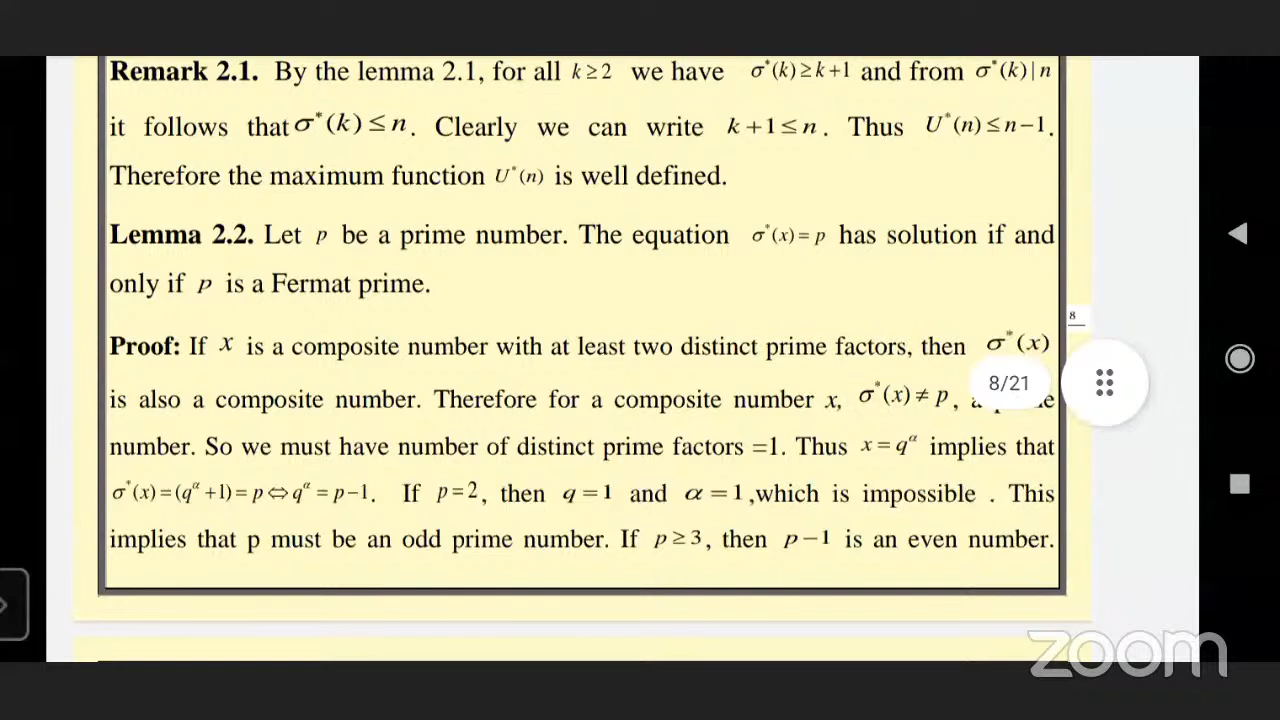 Remark 2.1. By the lemma 2.1, for all k ≥ 2 we have σ*(k) ≥ k+1 and from σ*(k) | n
it follows that σ*(k) ≤ n. Clearly we can write k+1 ≤ n. Thus U*(n) ≤ n−1.
Therefore the maximum function U*(n) is well defined.
Lemma 2.2. Let p be a prime number. The equation σ*(x) = p has solution if and
only if p is a Fermat prime.
8
Proof: If x is a composite number with at least two distinct prime factors, then σ*(x)
8/21
is also a composite number. Therefore for a composite number x, σ*(x) ≠ p,
number. So we must have number of distinct prime factors =1. Thus x = q^α implies that
σ*(x) = (q^α +1) = p ⇔ q^α = p−1. If p = 2, then q = 1 and α = 1,which is impossible . This
implies that p must be an odd prime number. If p ≥ 3, then p−1 is an even number.
zoom